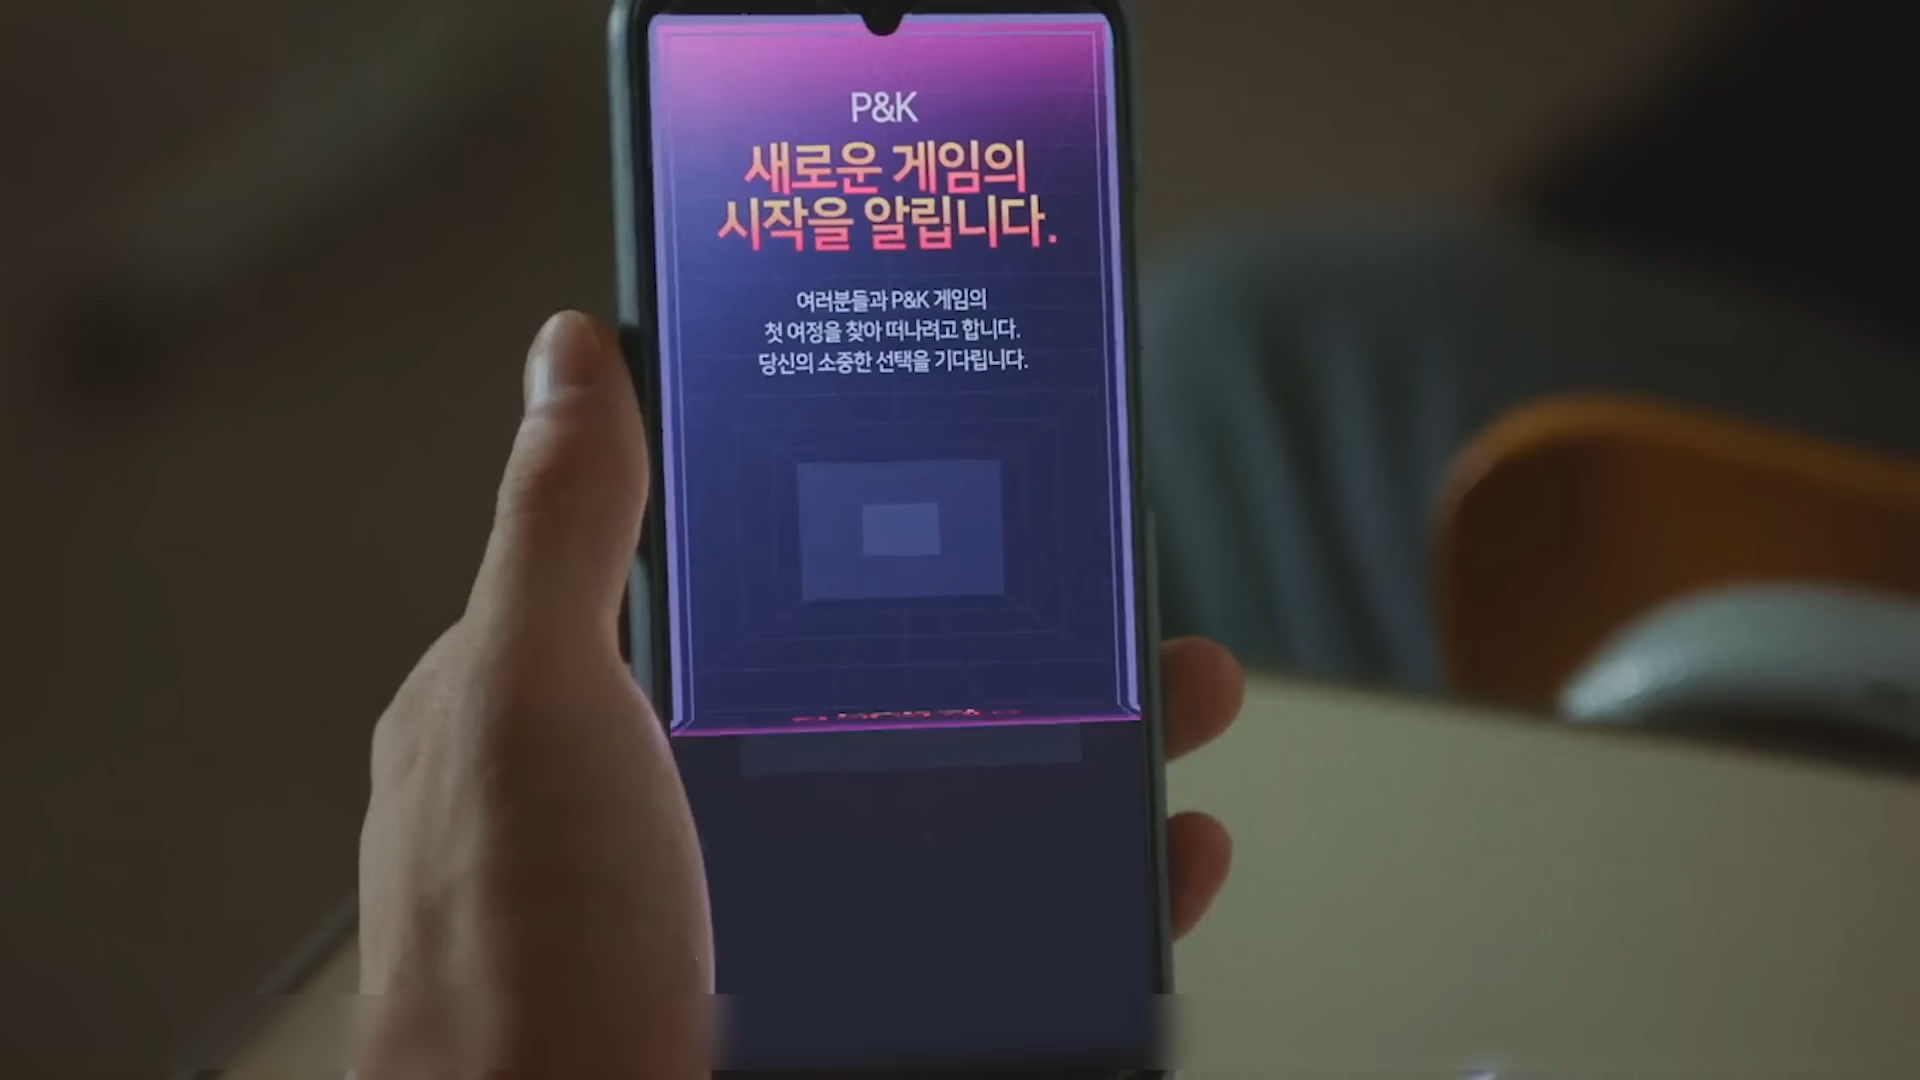 P&K
새로운 게임의
시작을 알립니다.
여러분들과 P&K 게임의
첫 여정을 찾아 떠나려고 합니다.
당신의 소중한 선택을 기다립니다.